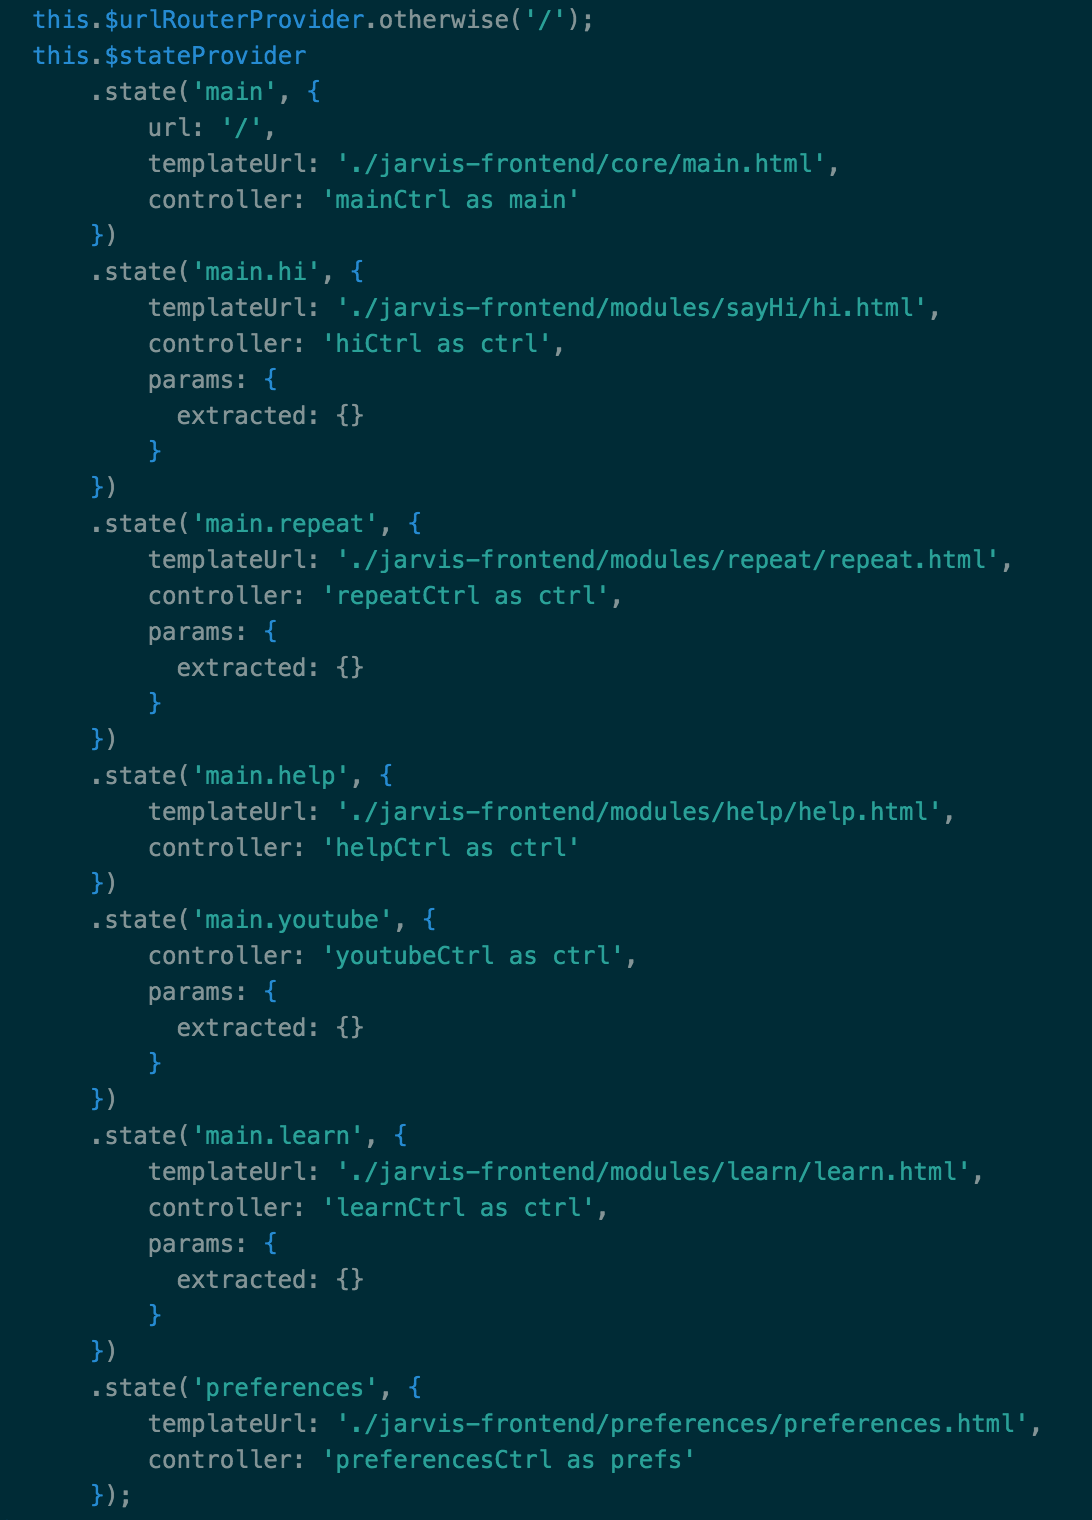 this.$urlRouterProvider.otherwise('/');
this.$stateProvider
    .state('main', {
        url: '/',
        templateUrl: './jarvis-frontend/core/main.html',
        controller: 'mainCtrl as main'
    })
    .state('main.hi', {
        templateUrl: './jarvis-frontend/modules/sayHi/hi.html',
        controller: 'hiCtrl as ctrl',
        params: {
          extracted: {}
        }
    })
    .state('main.repeat', {
        templateUrl: './jarvis-frontend/modules/repeat/repeat.html',
        controller: 'repeatCtrl as ctrl',
        params: {
          extracted: {}
        }
    })
    .state('main.help', {
        templateUrl: './jarvis-frontend/modules/help/help.html',
        controller: 'helpCtrl as ctrl'
    })
    .state('main.youtube', {
        controller: 'youtubeCtrl as ctrl',
        params: {
          extracted: {}
        }
    })
    .state('main.learn', {
        templateUrl: './jarvis-frontend/modules/learn/learn.html',
        controller: 'learnCtrl as ctrl',
        params: {
          extracted: {}
        }
    })
    .state('preferences', {
        templateUrl: './jarvis-frontend/preferences/preferences.html',
        controller: 'preferencesCtrl as prefs'
    });